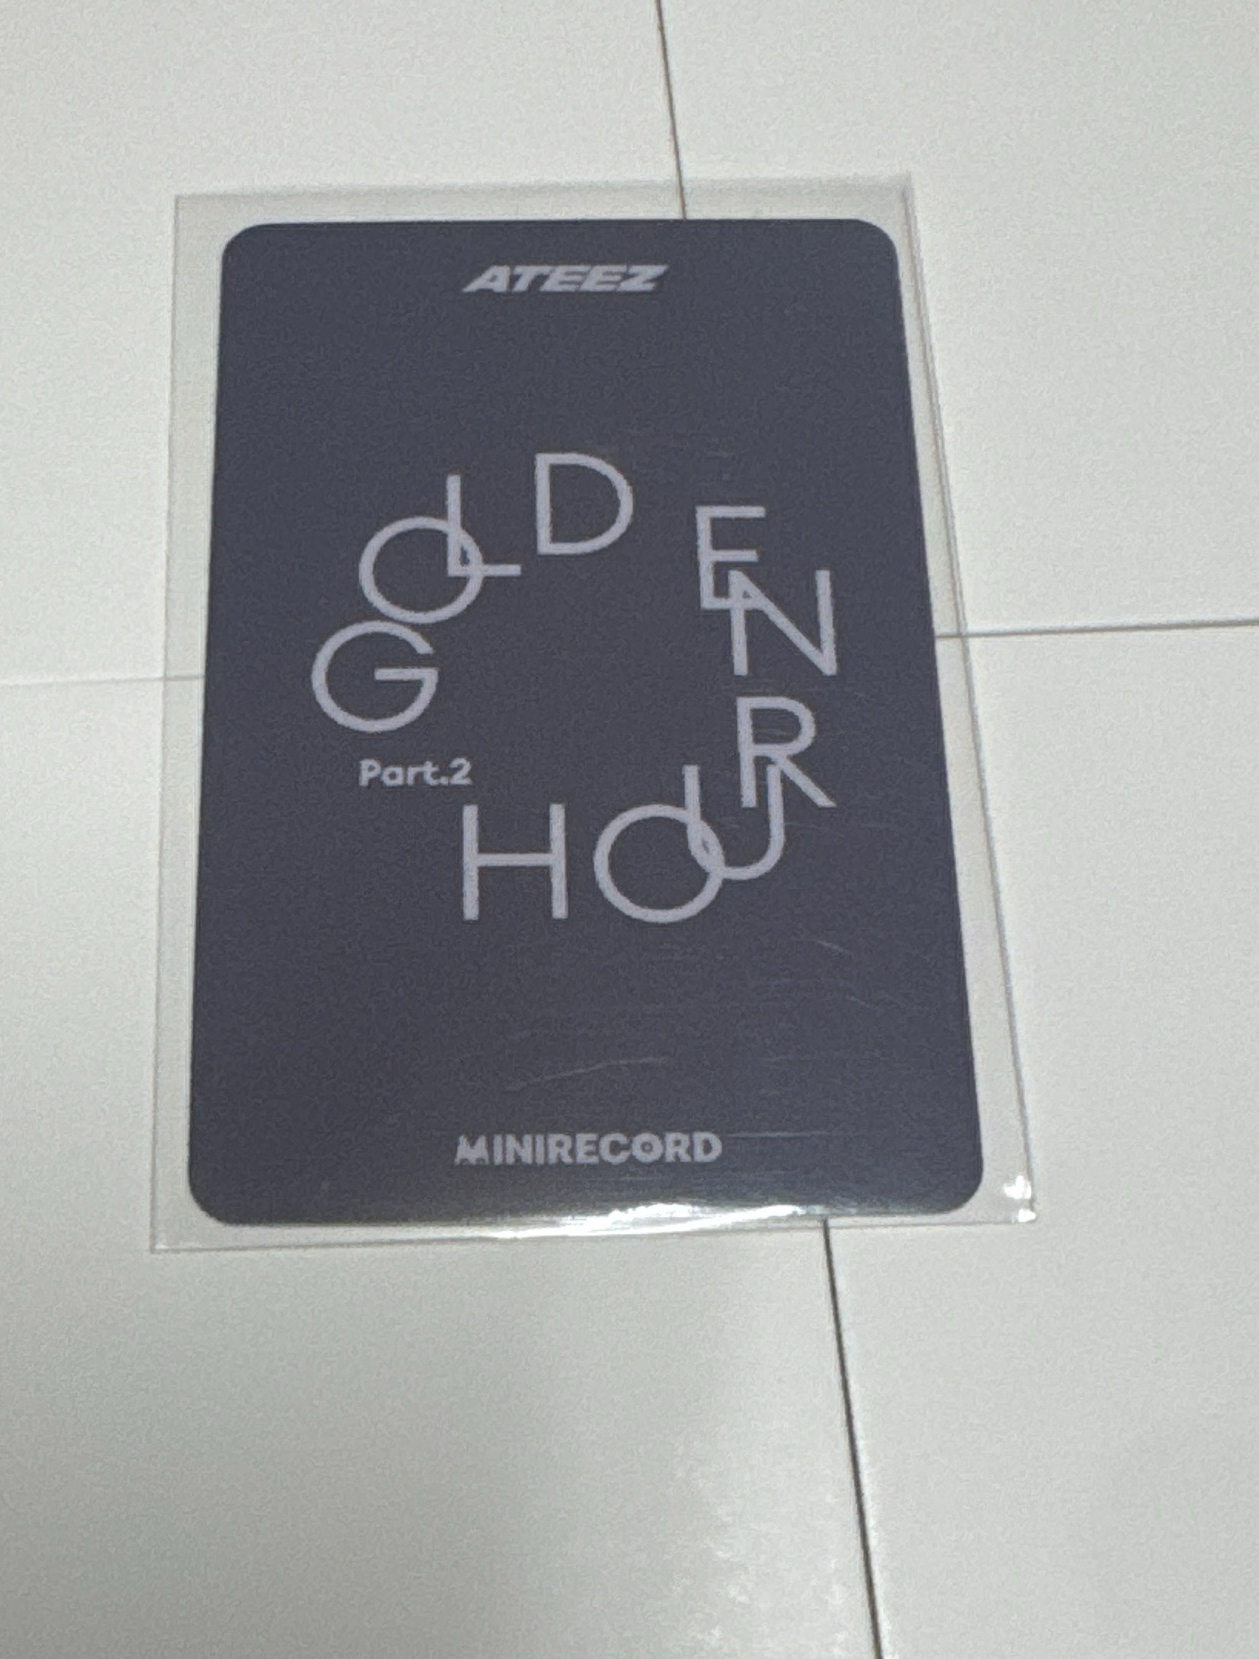 ATEEZ
GOLDEN
HOUR
Part.2
MINIRECORD